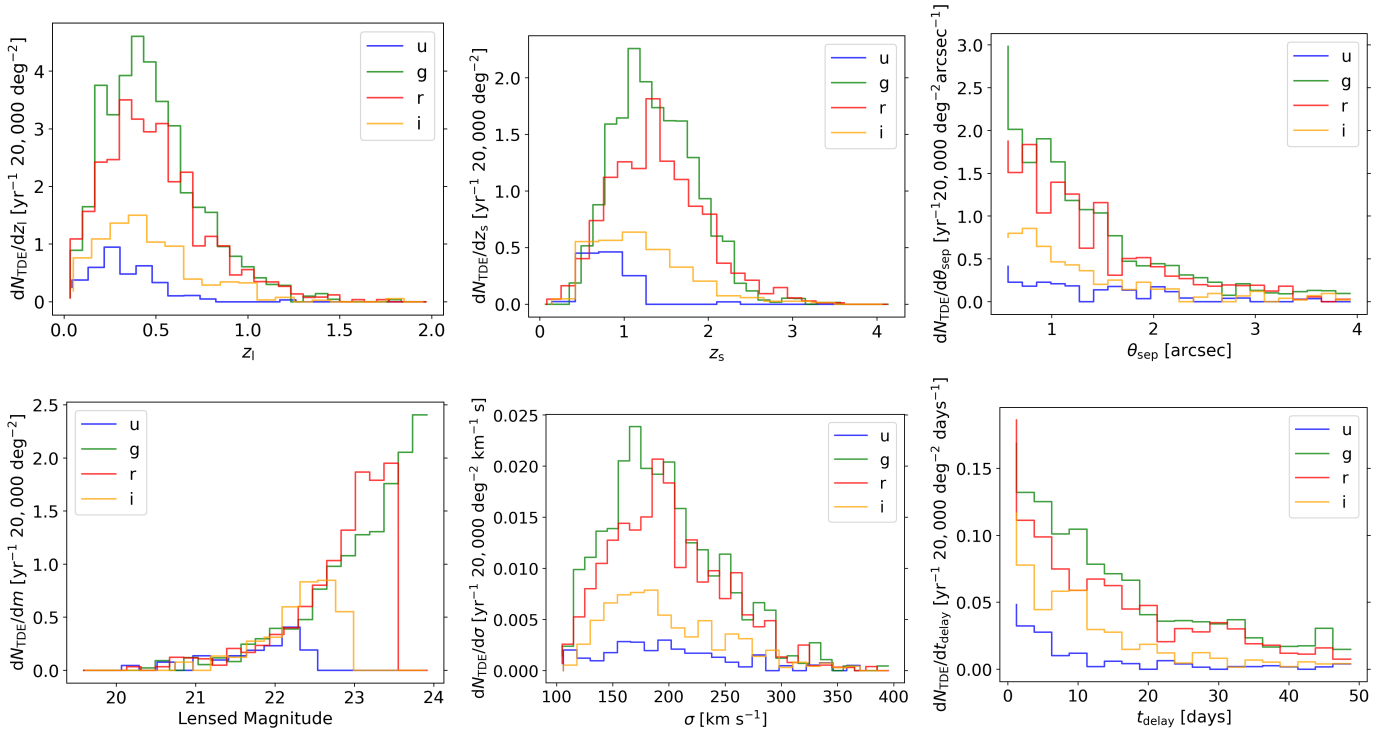 dN_TDE/dz_l [yr⁻¹ 20, 000 deg⁻²]
4
3
2
1
0
u
g
r
i
0.0 0.5 1.0 1.5 2.0
z_l
dN_TDE/dz_s [yr⁻¹ 20, 000 deg⁻²]
2.0
1.5
1.0
0.5
0.0
u
g
r
i
0 1 2 3 4
z_s
dN_TDE/dθ_sep [yr⁻¹20, 000 deg⁻²arcsec⁻¹]
3.0
2.5
2.0
1.5
1.0
0.5
0.0
u
g
r
i
1 2 3 4
θ_sep [arcsec]
dN_TDE/dm [yr⁻¹ 20, 000 deg⁻²]
2.5
2.0
1.5
1.0
0.5
0.0
u
g
r
i
20 21 22 23 24
Lensed Magnitude
dN_TDE/dσ [yr⁻¹ 20, 000 deg⁻² km⁻¹ s]
0.025
0.020
0.015
0.010
0.005
0.000
u
g
r
i
100 150 200 250 300 350 400
σ [km s⁻¹]
dN_TDE/dt_delay [yr⁻¹ 20, 000 deg⁻² days⁻¹]
0.15
0.10
0.05
0.00
u
g
r
i
0 10 20 30 40 50
t_delay [days]